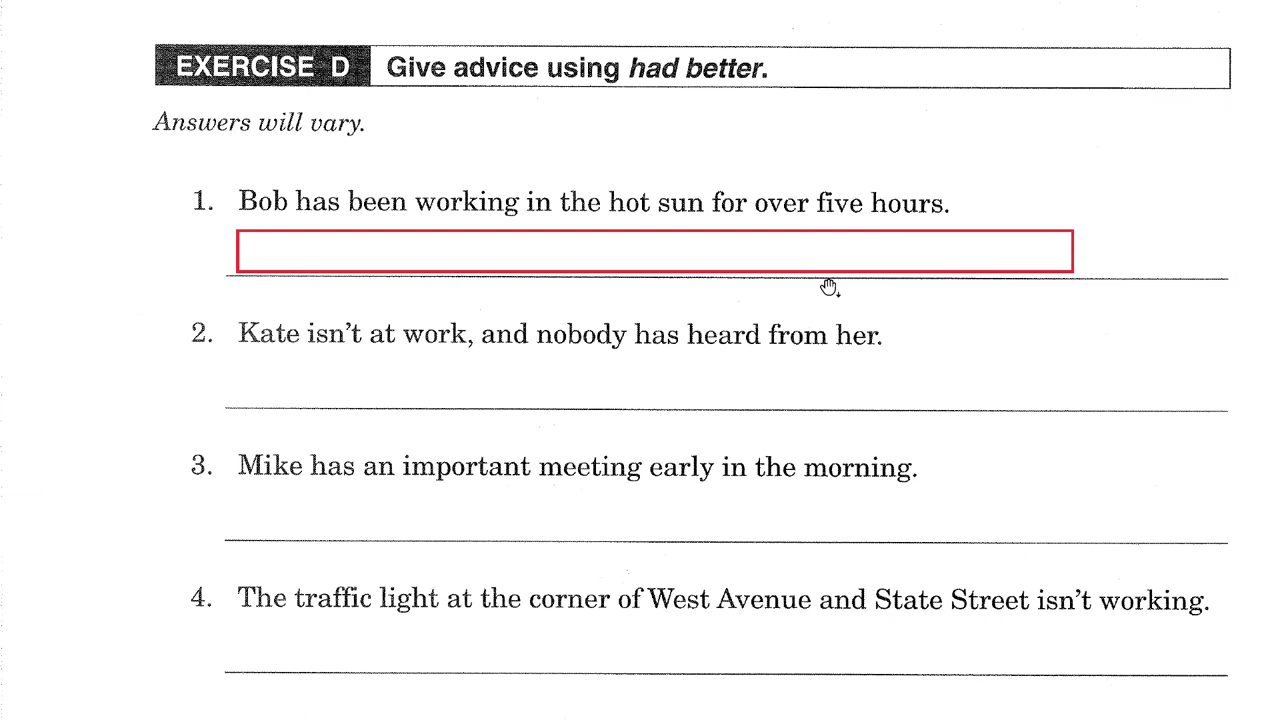 EXERCISE D Give advice using had better.
Answers will vary.
1. Bob has been working in the hot sun for over five hours.
2. Kate isn't at work, and nobody has heard from her.
3. Mike has an important meeting early in the morning.
4. The traffic light at the corner of West Avenue and State Street isn't working.